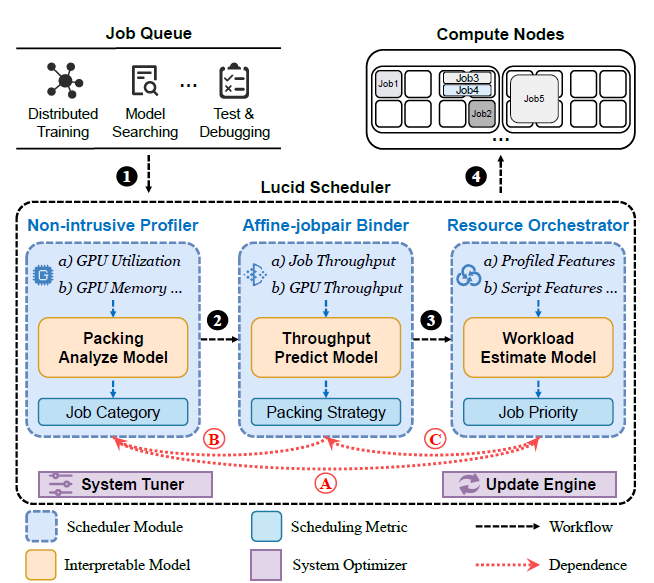 Job Queue
Compute Nodes
Distributed
Training
Model
Searching
...
Test &
Debugging
Job1
Job3
Job4
Job2
Job5
...
1
4
Lucid Scheduler
Non-intrusive Profiler
Affine-jobpair Binder
Resource Orchestrator
G
a) GPU Utilization
b) GPU Memory ...
a) Job Throughput
b) GPU Throughput
a) Profiled Features
b) Script Features ...
2
3
Packing
Analyze Model
Throughput
Predict Model
Workload
Estimate Model
Job Category
Packing Strategy
Job Priority
B
C
A
System Tuner
Update Engine
Scheduler Module
Scheduling Metric
Workflow
Interpretable Model
System Optimizer
Dependence